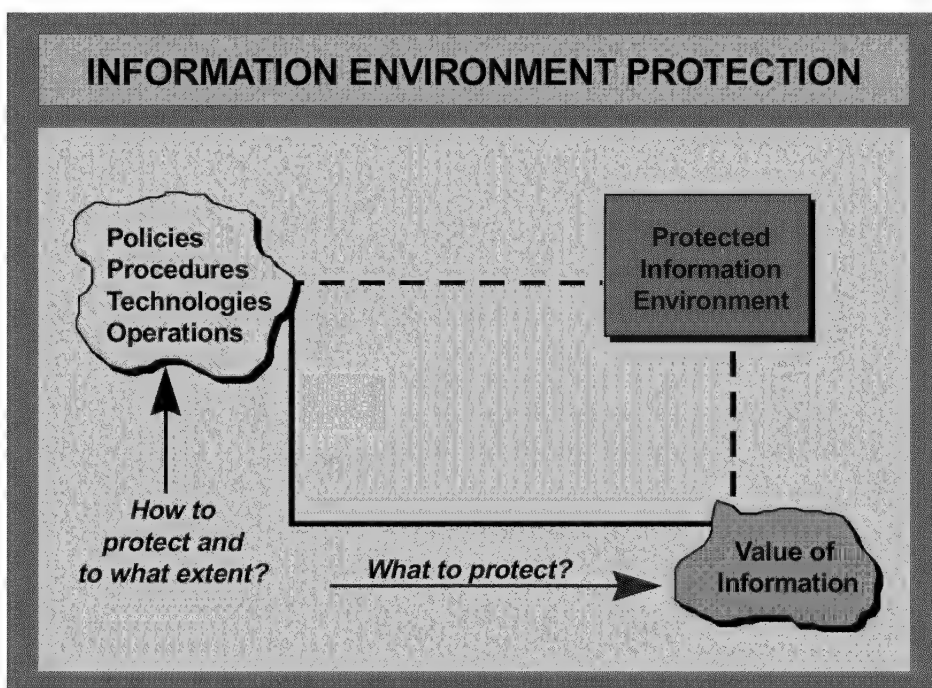 INFORMATION ENVIRONMENT PROTECTION
Policies
Procedures
Technologies
Operations
Protected
Information
Environment
How to
protect and
to what extent?
What to protect?
Value of
Information